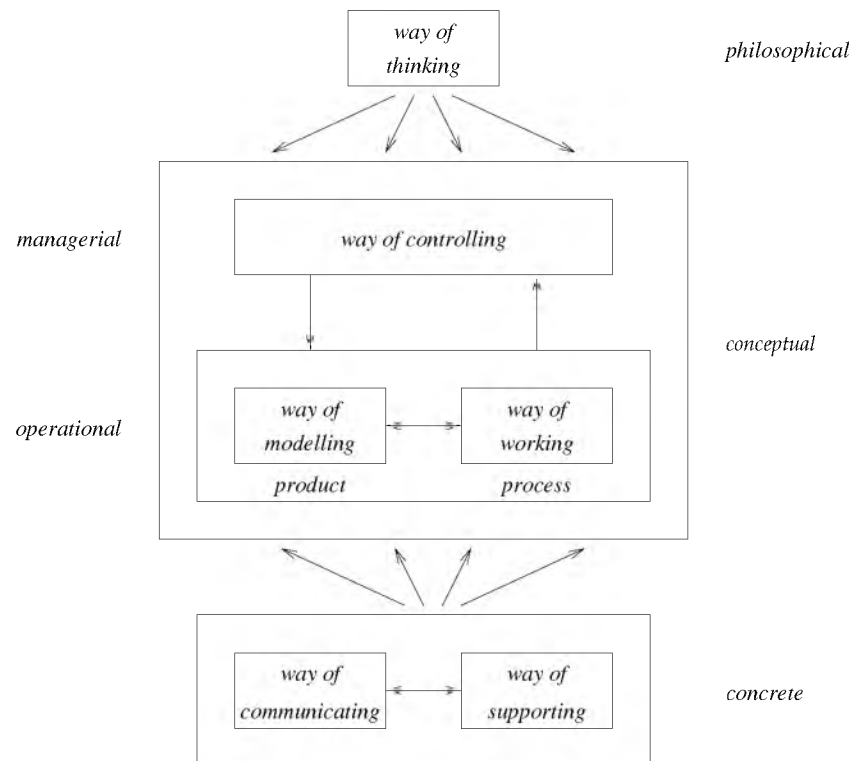 way of
thinking
philosophical
managerial
way of controlling
conceptual
operational
way of
modelling
way of
working
product
process
way of
communicating
way of
supporting
concrete